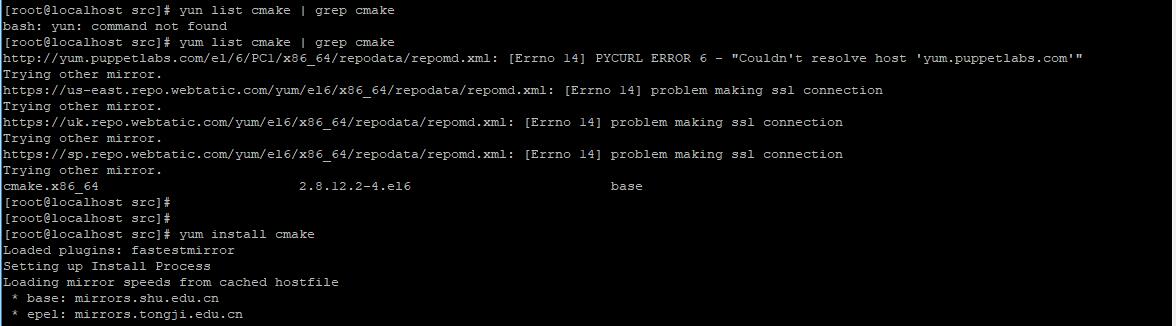 [root@localhost src]# yun list cmake | grep cmake
bash: yun: command not found
[root@localhost src]# yum list cmake | grep cmake
http://yum.puppetlabs.com/el/6/PC1/x86_64/repodata/repomd.xml: [Errno 14] PYCURL ERROR 6 - "Couldn't resolve host 'yum.puppetlabs.com'"
Trying other mirror.
https://us-east.repo.webtatic.com/yum/el6/x86_64/repodata/repomd.xml: [Errno 14] problem making ssl connection
Trying other mirror.
https://uk.repo.webtatic.com/yum/el6/x86_64/repodata/repomd.xml: [Errno 14] problem making ssl connection
Trying other mirror.
https://sp.repo.webtatic.com/yum/el6/x86_64/repodata/repomd.xml: [Errno 14] problem making ssl connection
Trying other mirror.
cmake.x86_64 2.8.12.2-4.el6 base
[root@localhost src]#
[root@localhost src]#
[root@localhost src]# yum install cmake
Loaded plugins: fastestmirror
Setting up Install Process
Loading mirror speeds from cached hostfile
* base: mirrors.shu.edu.cn
* epel: mirrors.tongji.edu.cn